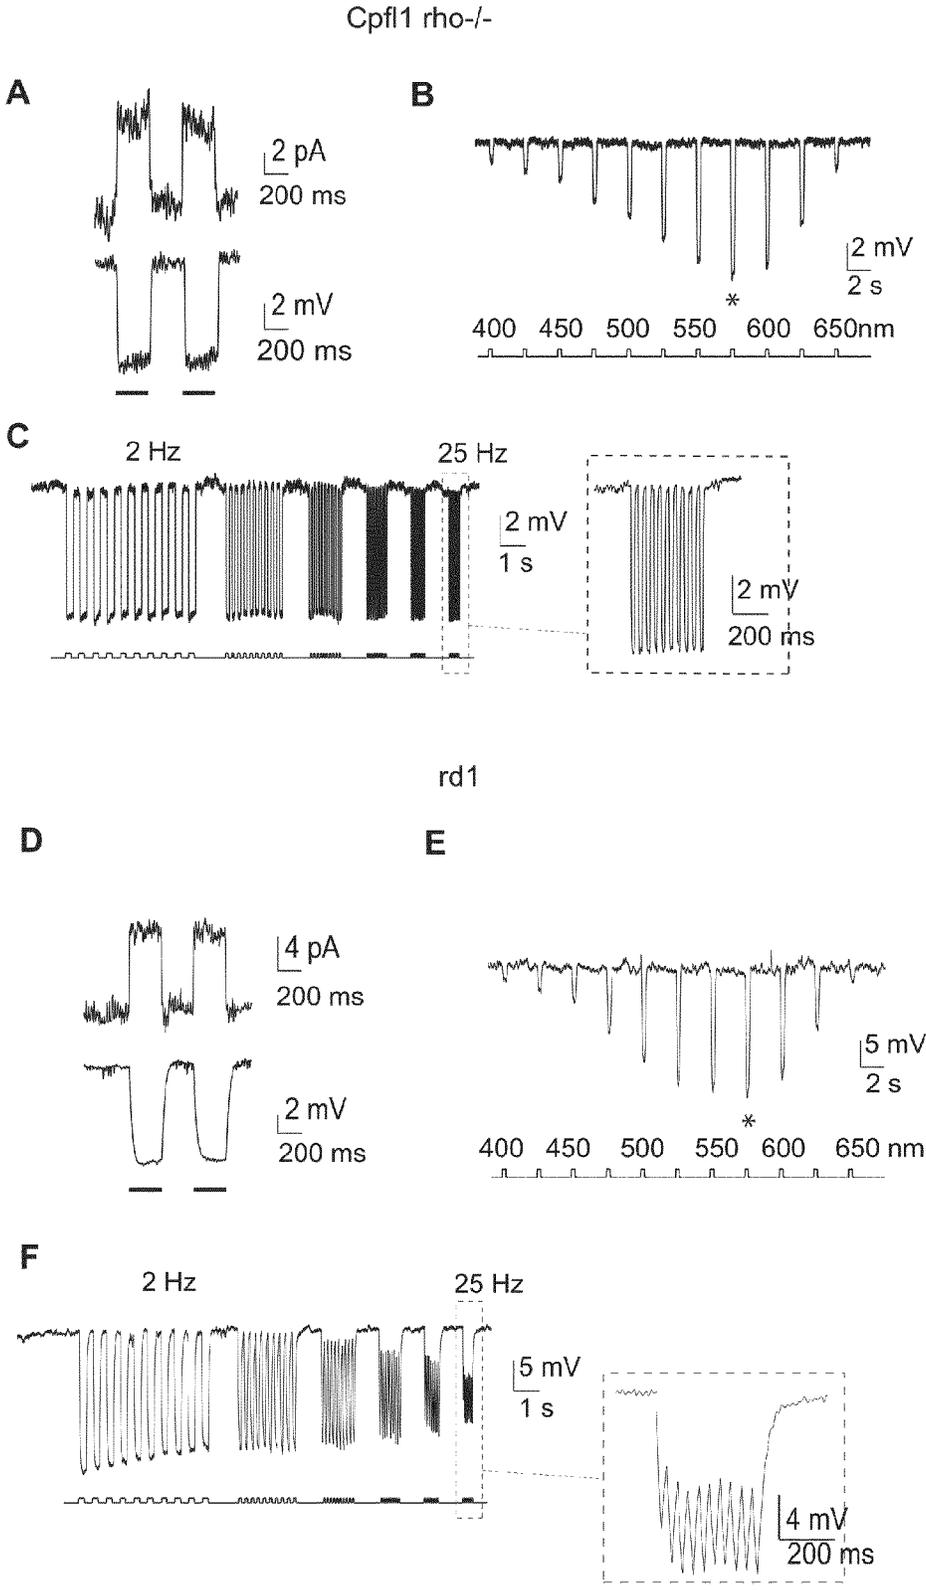 Cpfl1 rho-/-
A
2 pA
200 ms
2 mV
200 ms
B
2 mV
2 s
*
400 450 500 550 600 650nm
C
2 Hz
25 Hz
2 mV
1 s
2 mV
200 ms
rd1
D
4 pA
200 ms
2 mV
200 ms
E
5 mV
2 s
*
400 450 500 550 600 650 nm
F
2 Hz
25 Hz
5 mV
1 s
4 mV
200 ms